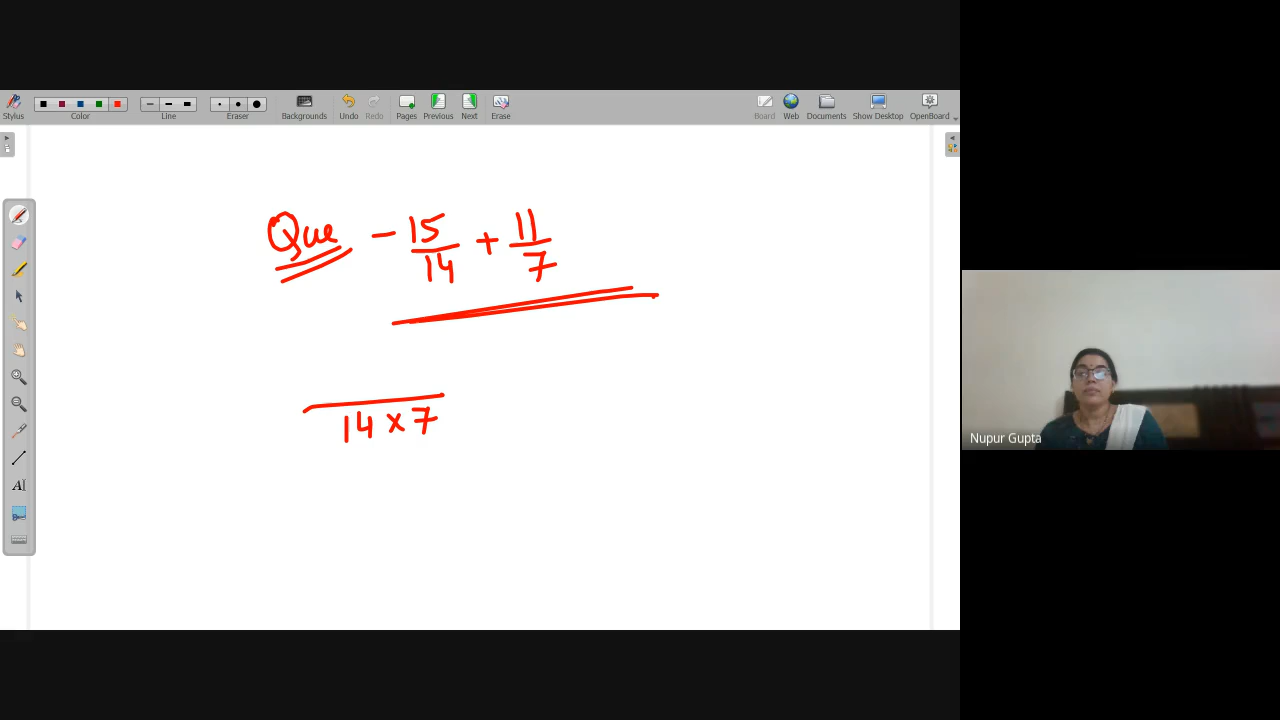 Stylus Color Line Eraser Backgrounds Undo Redo Pages Previous Next Erase Board Web Documents Show Desktop OpenBoard
Que - 15/14 + 11/7
14 × 7
Nupur Gupta